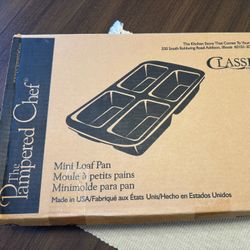 The Kitchen Store That Comes To Your
CLASSI
The
Pampered Chef®
Mini Loaf Pan
Moule à petits pains
Minimolde para pan
Made in USA/Fabriqué aux États Unis/Hecho en Estados Unidos